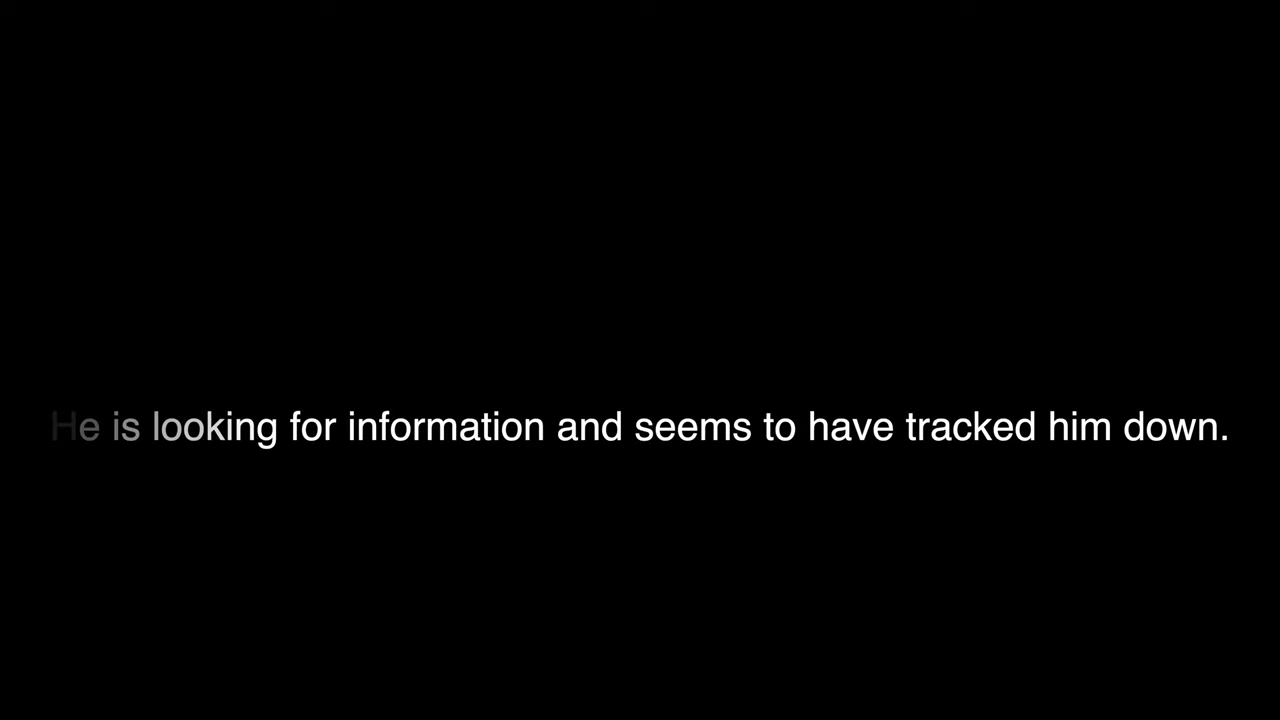 He is looking for information and seems to have tracked him down.